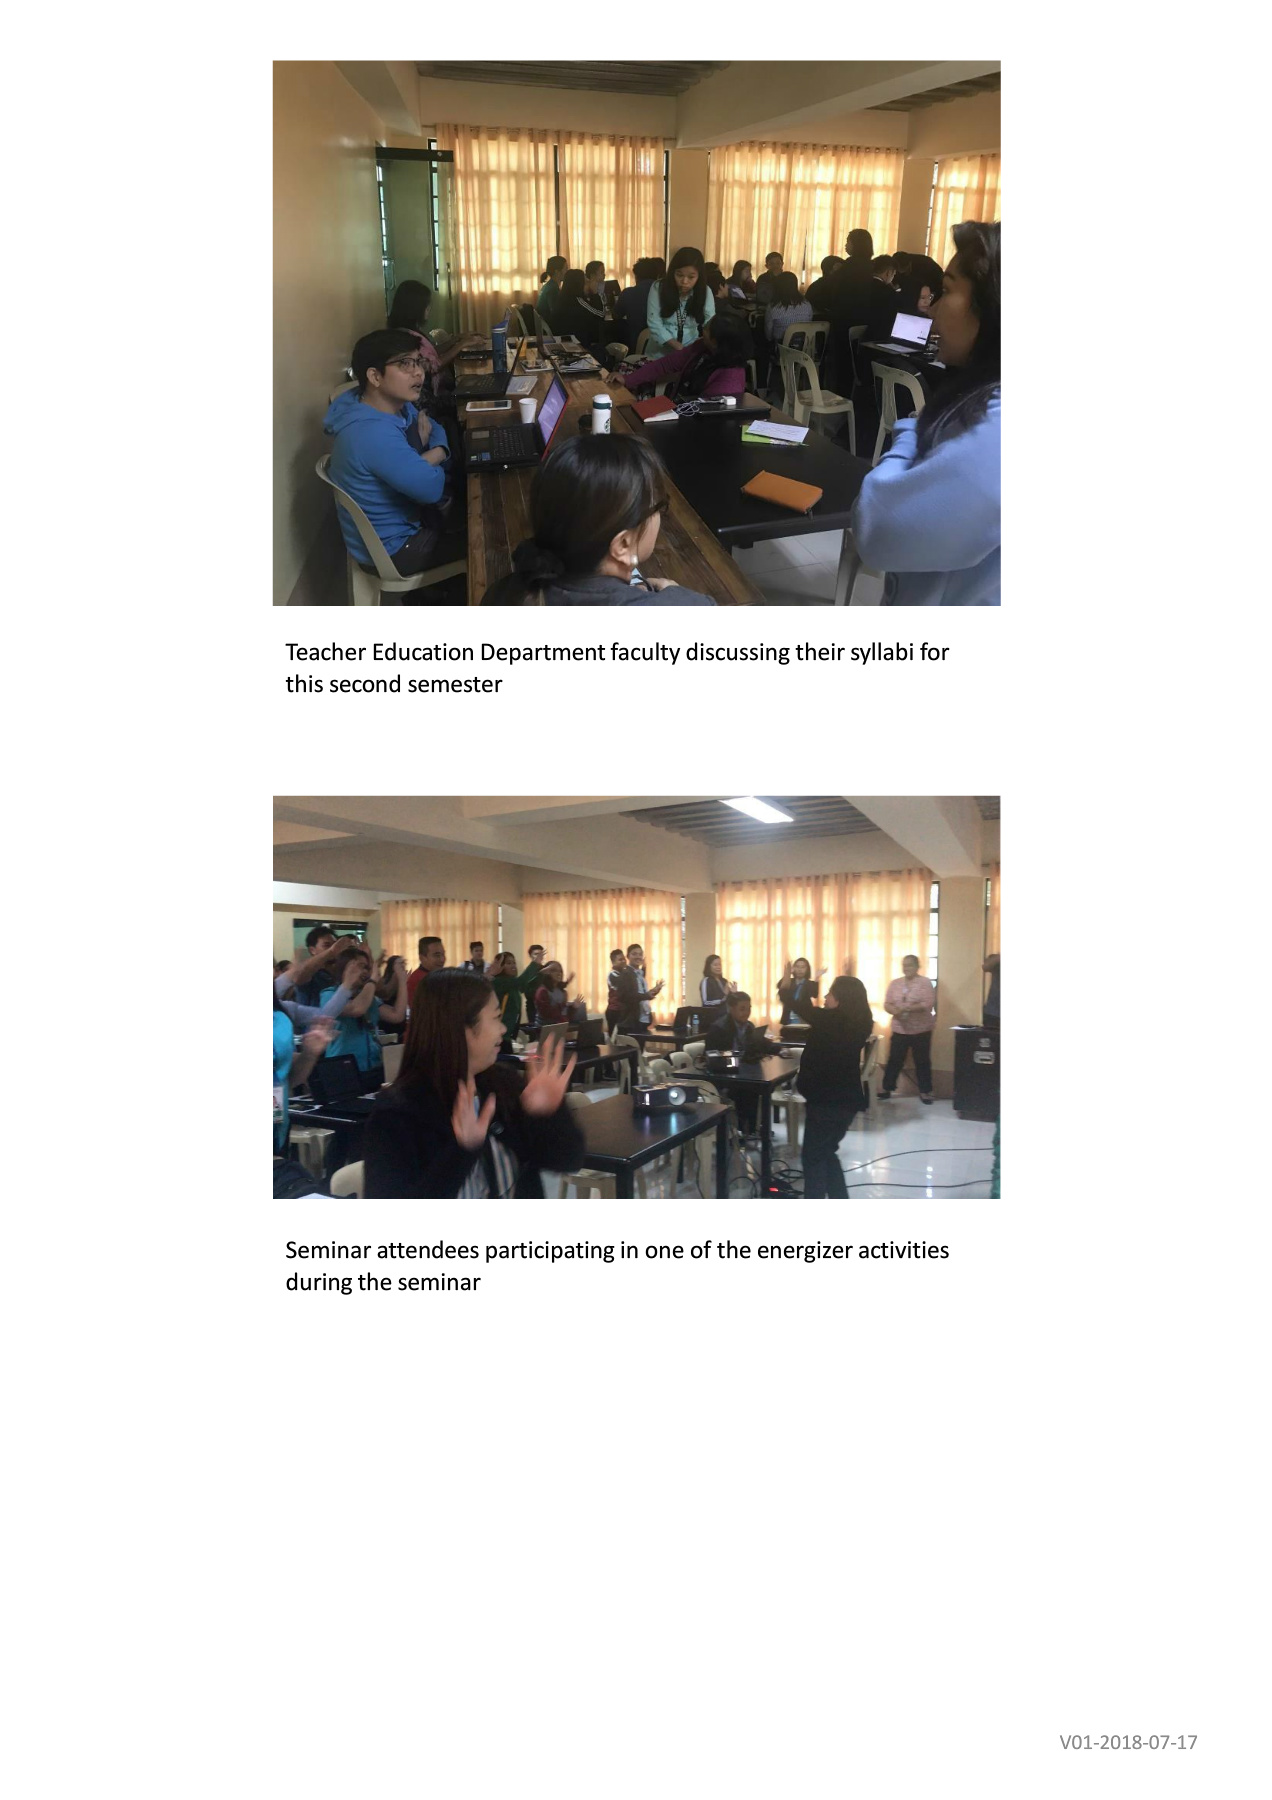 Teacher Education Department faculty discussing their syllabi for
this second semester
Seminar attendees participating in one of the energizer activities
during the seminar
V01-2018-07-17